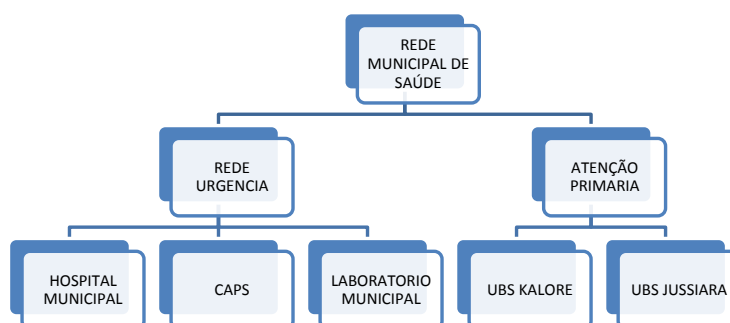 REDE
MUNICIPAL DE
SAÚDE
REDE
URGENCIA
ATENÇÃO
PRIMARIA
HOSPITAL
MUNICIPAL
CAPS
LABORATORIO
MUNICIPAL
UBS KALORE
UBS JUSSIARA